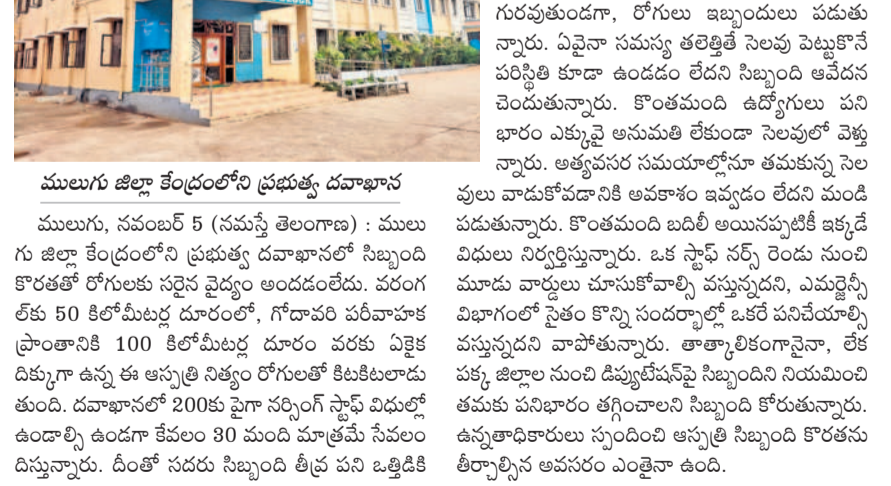 ములుగు జిల్లా కేంద్రంలోని ప్రభుత్వ దవాఖాన
ములుగు, నవంబర్ 5 (నమస్తే తెలంగాణ) : ములు
గు జిల్లా కేంద్రంలోని ప్రభుత్వ దవాఖానలో సిబ్బంది
కొరతతో రోగులకు సరైన వైద్యం అందడంలేదు. వరంగ
ల్‌కు 50 కిలోమీటర్ల దూరంలో, గోదావరి పరీవాహక
ప్రాంతానికి 100 కిలోమీటర్ల దూరం వరకు ఏకైక
దిక్కుగా ఉన్న ఈ ఆస్పత్రి నిత్యం రోగులతో కిటకిటలాడు
తుంది. దవాఖానలో 200కు పైగా నర్సింగ్ స్టాఫ్ విధుల్లో
ఉండాల్సి ఉండగా కేవలం 30 మంది మాత్రమే సేవలం
దిస్తున్నారు. దీంతో సదరు సిబ్బంది తీవ్ర పని ఒత్తిడికి
గురవుతుండగా, రోగులు ఇబ్బందులు పడుతు
న్నారు. ఏవైనా సమస్య తలెత్తితే సెలవు పెట్టుకొనే
పరిస్థితి కూడా ఉండడం లేదని సిబ్బంది ఆవేదన
చెందుతున్నారు. కొంతమంది ఉద్యోగులు పని
భారం ఎక్కువై అనుమతి లేకుండా సెలవులో వెళ్తు
న్నారు. అత్యవసర సమయాల్లోనూ తమకున్న సెల
వులు వాడుకోవడానికి అవకాశం ఇవ్వడం లేదని మండి
పడుతున్నారు. కొంతమంది బదిలీ అయినప్పటికీ ఇక్కడే
విధులు నిర్వర్తిస్తున్నారు. ఒక స్టాఫ్ నర్స్ రెండు నుంచి
మూడు వార్డులు చూసుకోవాల్సి వస్తున్నదని, ఎమర్జెన్సీ
విభాగంలో సైతం కొన్ని సందర్భాల్లో ఒకరే పనిచేయాల్సి
వస్తున్నదని వాపోతున్నారు. తాత్కాలికంగానైనా, లేక
పక్క జిల్లాల నుంచి డిప్యుటేషన్‌పై సిబ్బందిని నియమించి
తమకు పనిభారం తగ్గించాలని సిబ్బంది కోరుతున్నారు.
ఉన్నతాధికారులు స్పందించి ఆస్పత్రి సిబ్బంది కొరతను
తీర్చాల్సిన అవసరం ఎంతైనా ఉంది.